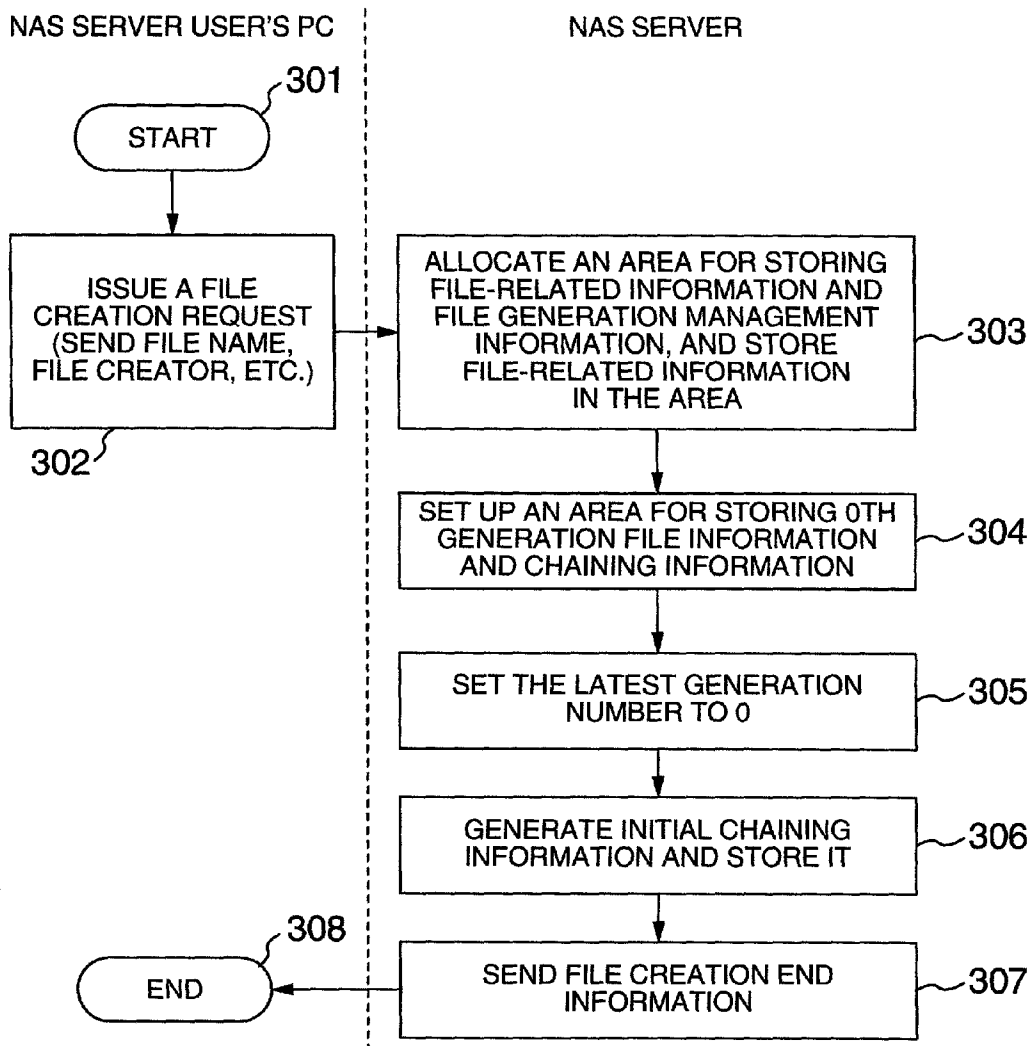 NAS SERVER USER'S PC
NAS SERVER
301
START
ISSUE A FILE
CREATION REQUEST
(SEND FILE NAME,
FILE CREATOR, ETC.)
302
ALLOCATE AN AREA FOR STORING
FILE-RELATED INFORMATION AND
FILE GENERATION MANAGEMENT
INFORMATION, AND STORE
FILE-RELATED INFORMATION
IN THE AREA
303
SET UP AN AREA FOR STORING 0TH
GENERATION FILE INFORMATION
AND CHAINING INFORMATION
304
SET THE LATEST GENERATION
NUMBER TO 0
305
GENERATE INITIAL CHAINING
INFORMATION AND STORE IT
306
SEND FILE CREATION END
INFORMATION
307
308
END